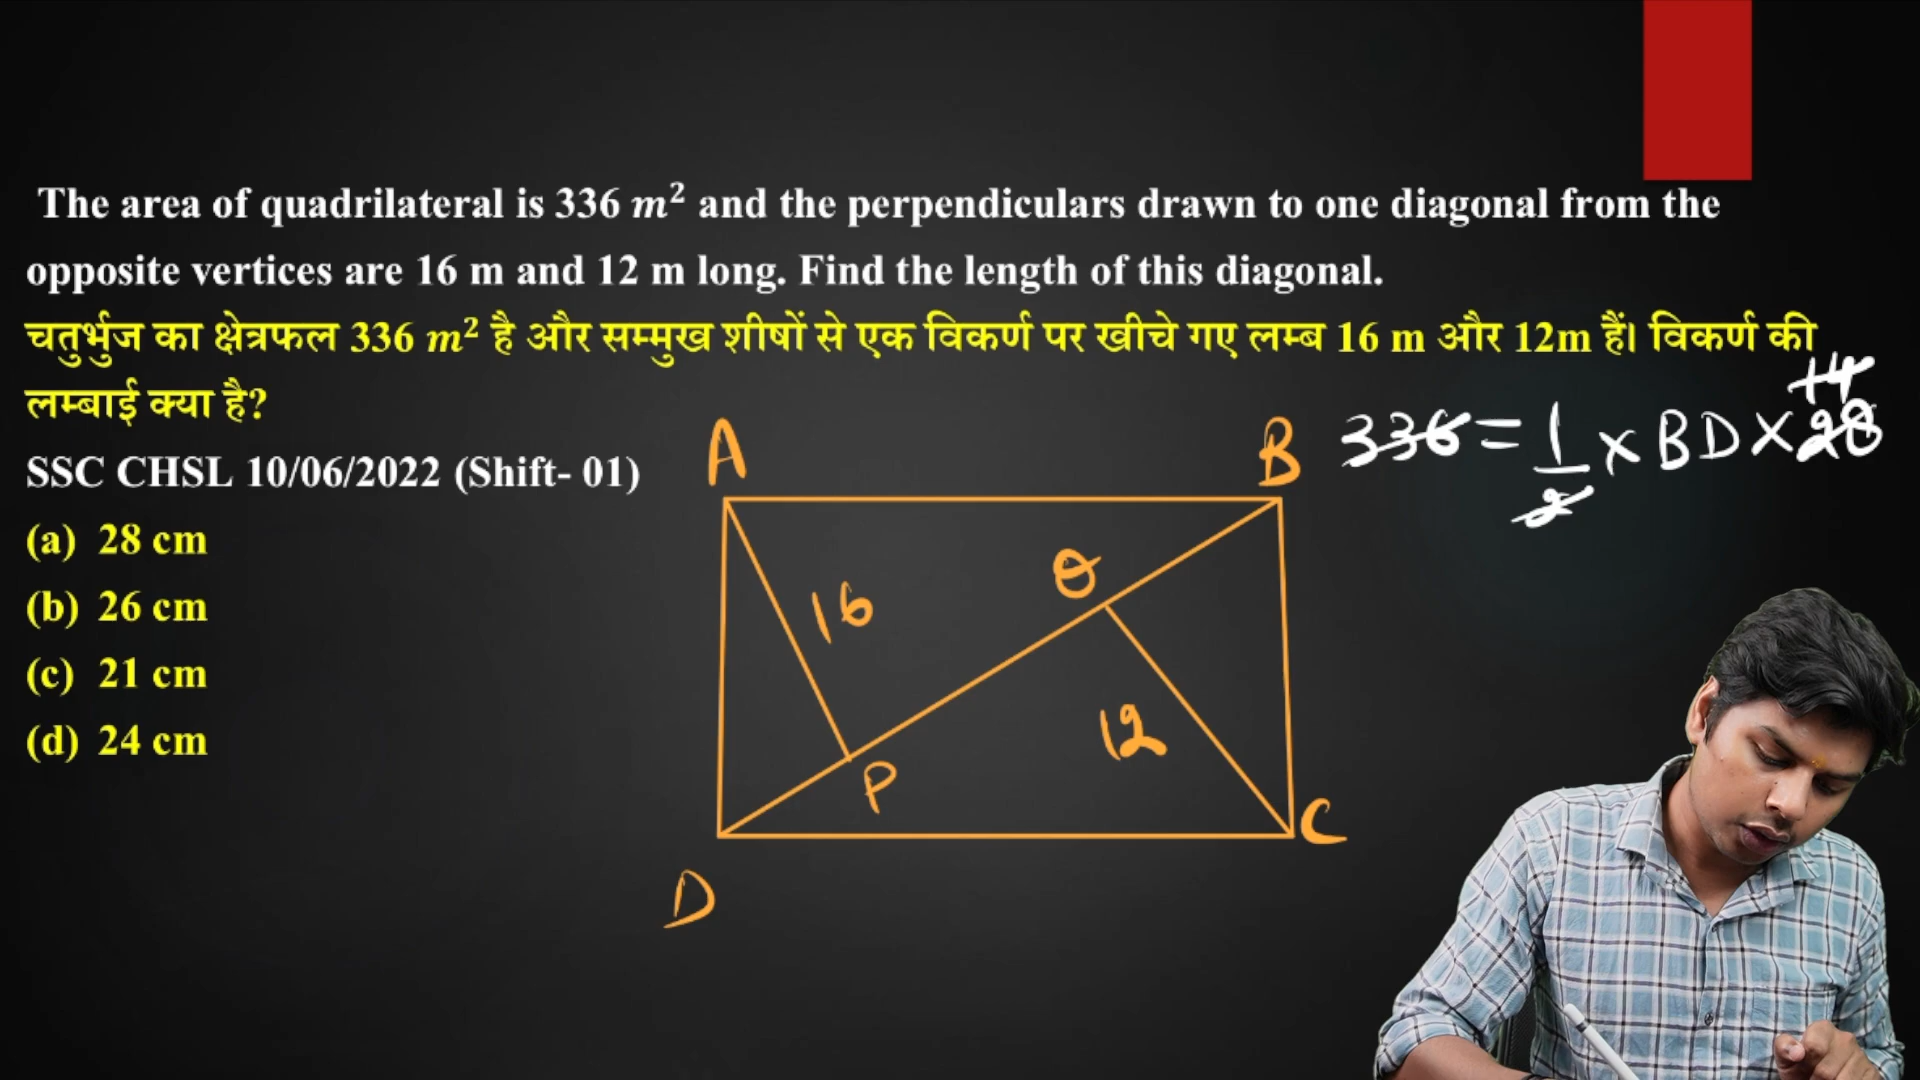 The area of quadrilateral is 336 m² and the perpendiculars drawn to one diagonal from the
opposite vertices are 16 m and 12 m long. Find the length of this diagonal.
चतुर्भुज का क्षेत्रफल 336 m² है और सम्मुख शीर्षों से एक विकर्ण पर खीचे गए लम्ब 16 m और 12m हैं। विकर्ण की
लम्बाई क्या है?
14
336 = 1/2 × BD × 28
SSC CHSL 10/06/2022 (Shift- 01)
(a) 28 cm
(b) 26 cm
(c) 21 cm
(d) 24 cm
A
B
Q
16
12
P
C
D